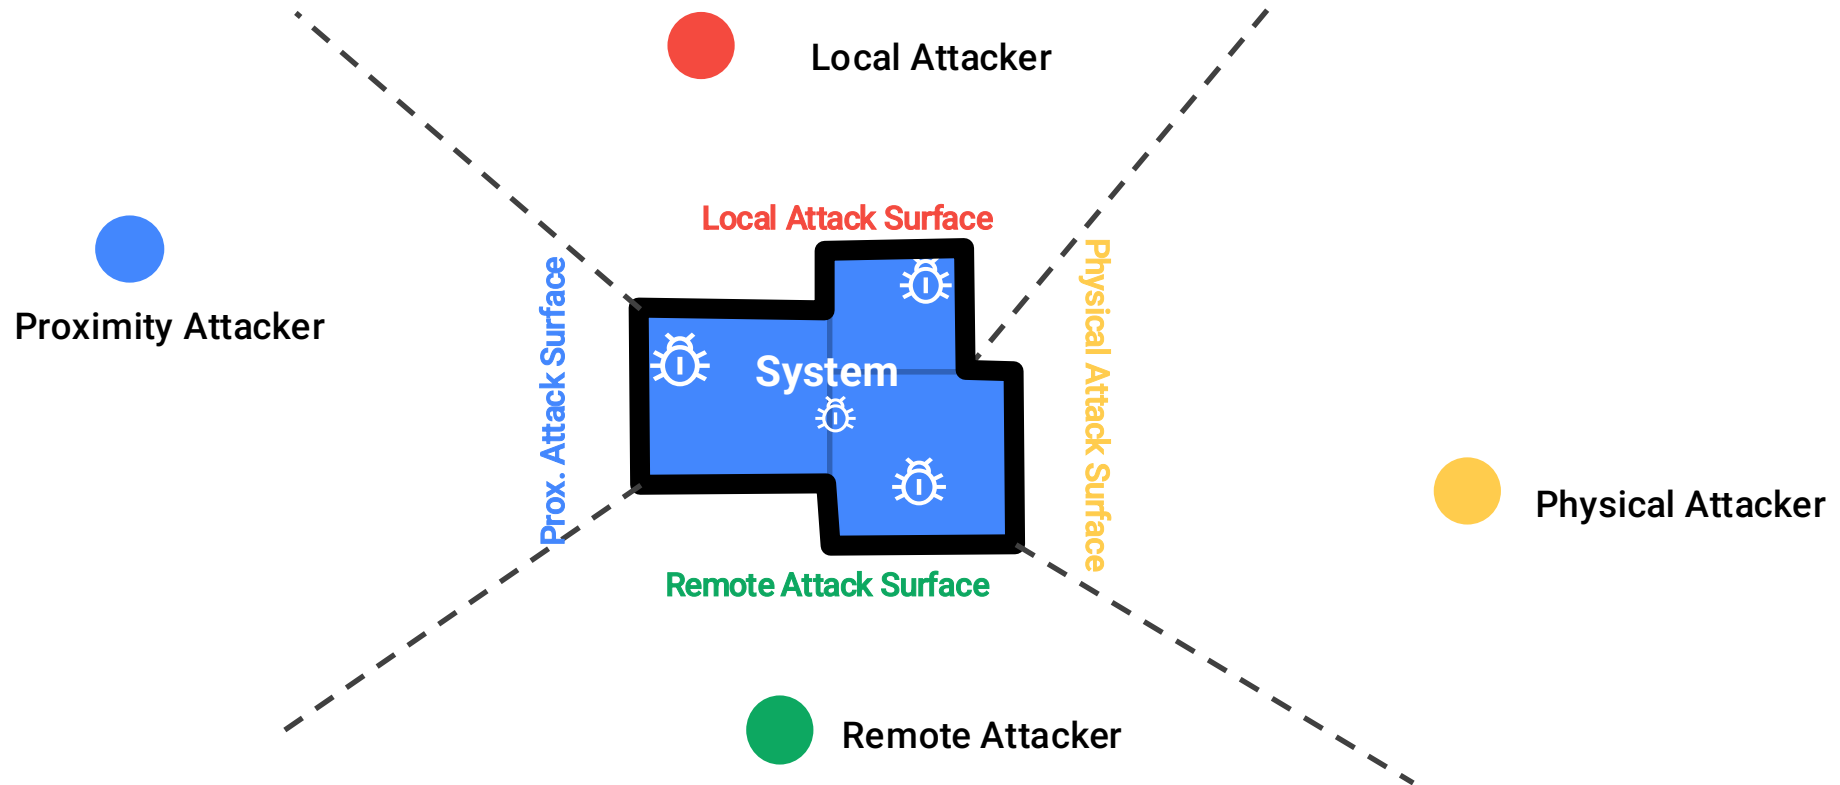 Local Attacker
Local Attack Surface
Proximity Attacker
Prox. Attack Surface
System
Physical Attack Surface
Physical Attacker
Remote Attack Surface
Remote Attacker